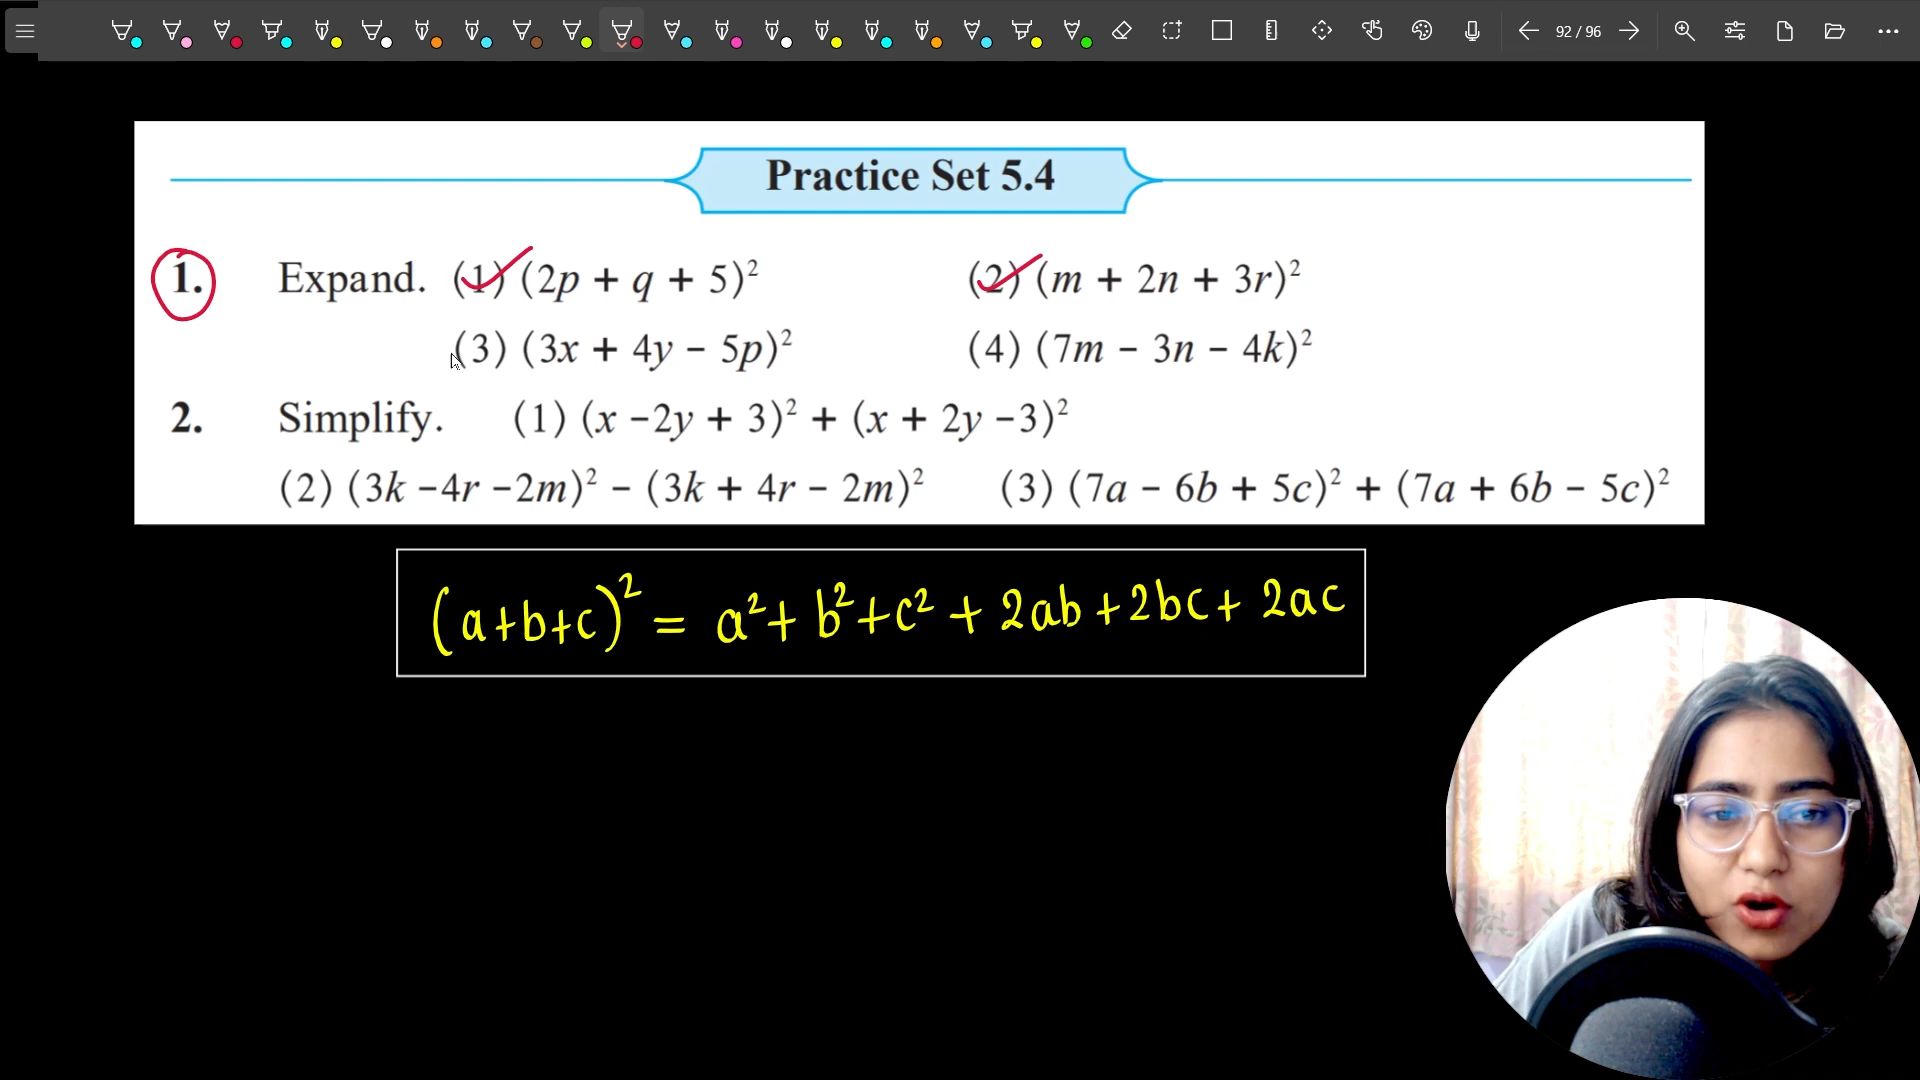 92 / 96
Practice Set 5.4
1. Expand. (1) (2p + q + 5)² (2) (m + 2n + 3r)²
(3) (3x + 4y − 5p)² (4) (7m − 3n − 4k)²
2. Simplify. (1) (x −2y + 3)² + (x + 2y −3)²
(2) (3k −4r −2m)² − (3k + 4r − 2m)² (3) (7a − 6b + 5c)² + (7a + 6b − 5c)²
(a+b+c)² = a²+ b²+c² + 2ab+2bc+ 2ac